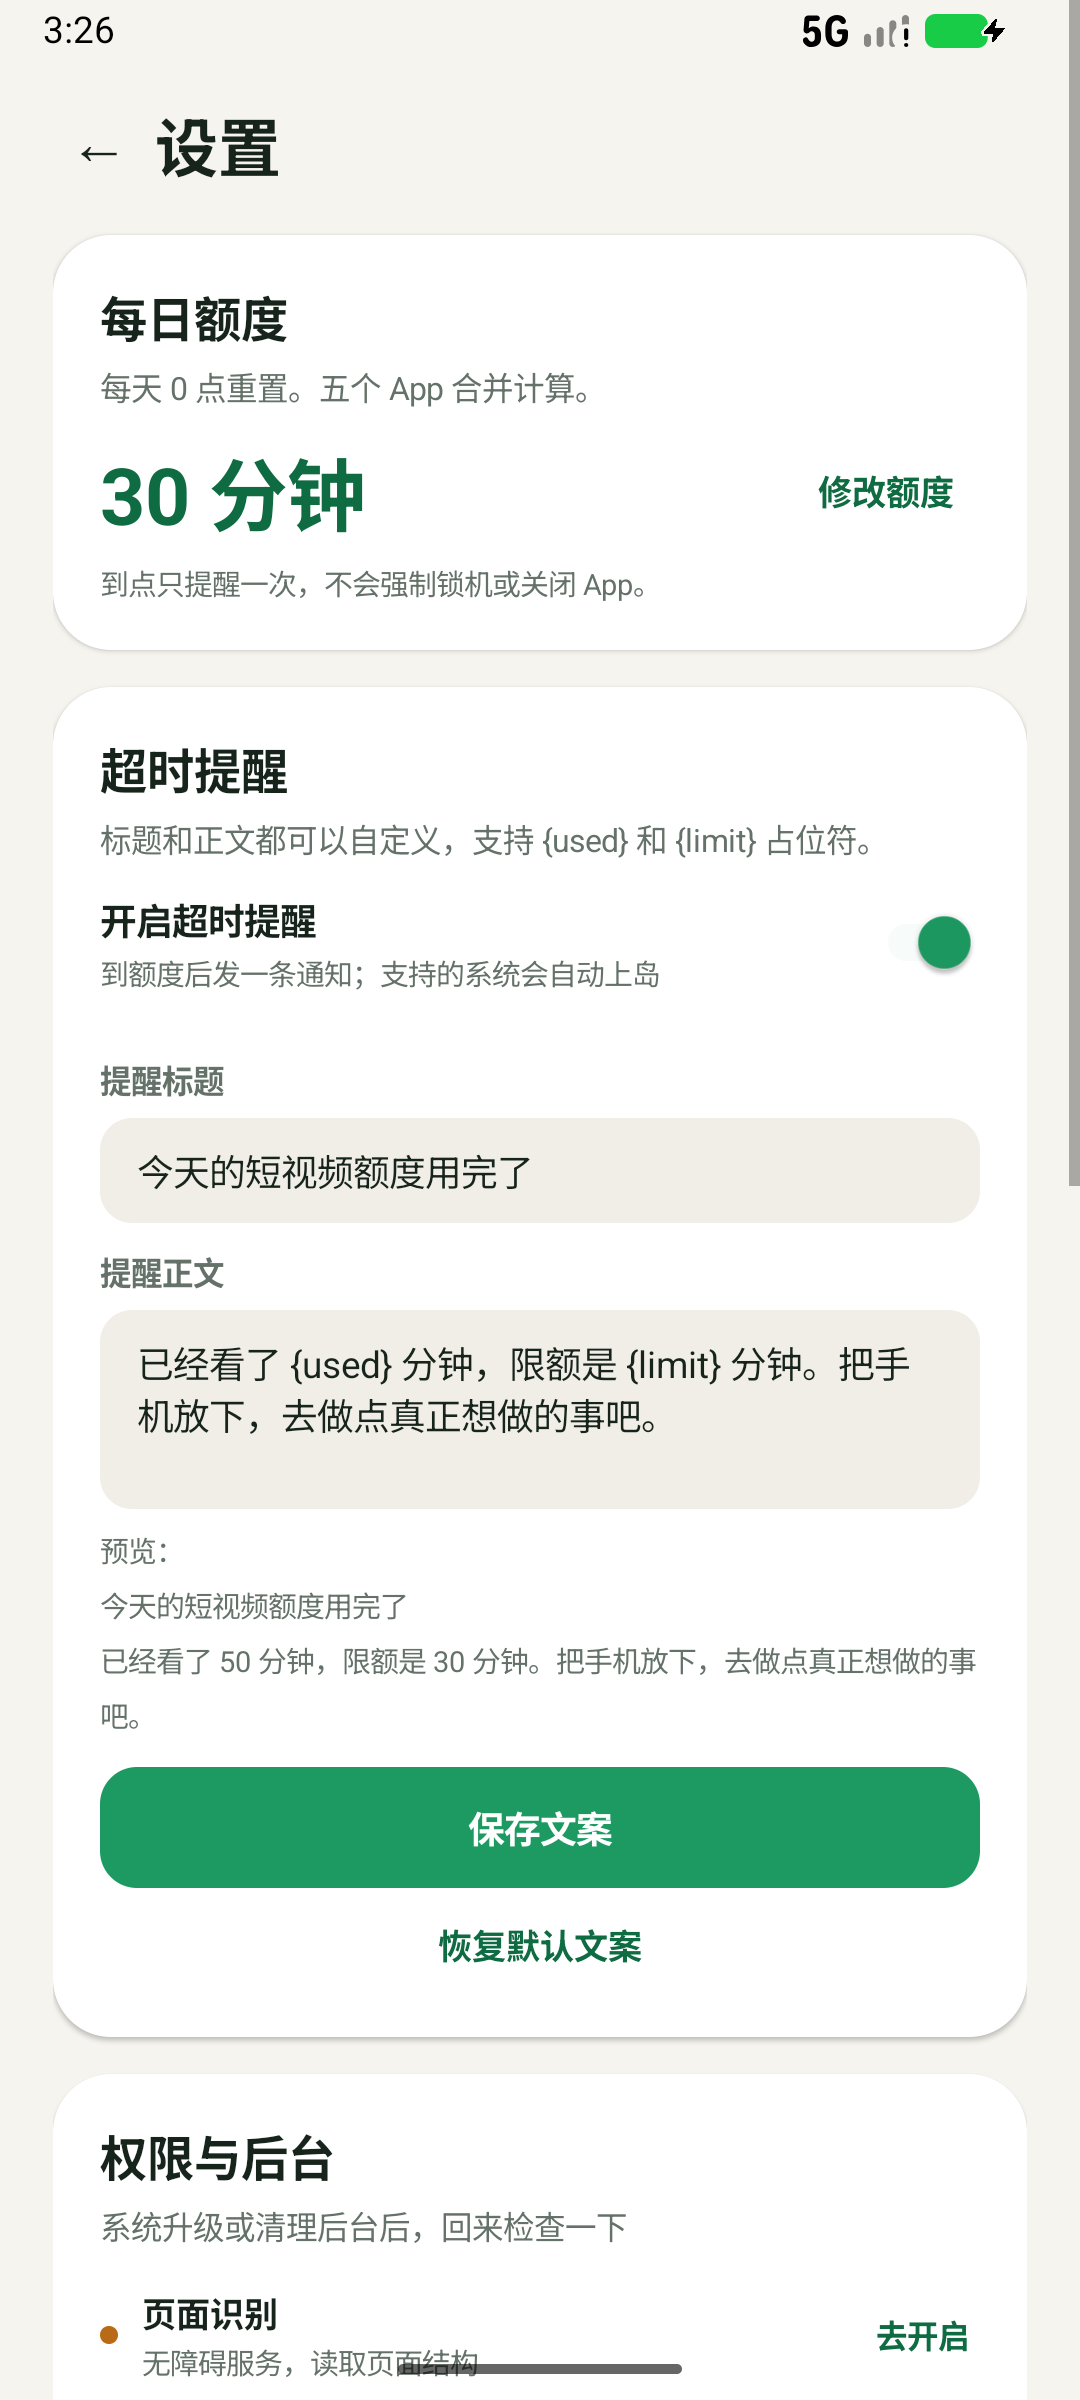 3:26
5G
← 设置
每日额度
每天 0 点重置。五个 App 合并计算。
30 分钟
修改额度
到点只提醒一次，不会强制锁机或关闭 App。
超时提醒
标题和正文都可以自定义，支持 {used} 和 {limit} 占位符。
开启超时提醒
到额度后发一条通知；支持的系统会自动上岛
提醒标题
今天的短视频额度用完了
提醒正文
已经看了 {used} 分钟，限额是 {limit} 分钟。把手
机放下，去做点真正想做的事吧。
预览：
今天的短视频额度用完了
已经看了 50 分钟，限额是 30 分钟。把手机放下，去做点真正想做的事
吧。
保存文案
恢复默认文案
权限与后台
系统升级或清理后台后，回来检查一下
页面识别
去开启
无障碍服务，读取页面结构